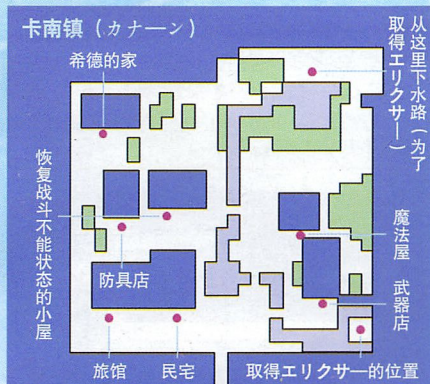 卡南镇（カナーン）
希德的家
从这里下水路（为了
取得エリクサー）
恢复战斗不能状态的小屋
防具店
魔法屋
武器店
旅馆
民宅
取得エリクサー的位置